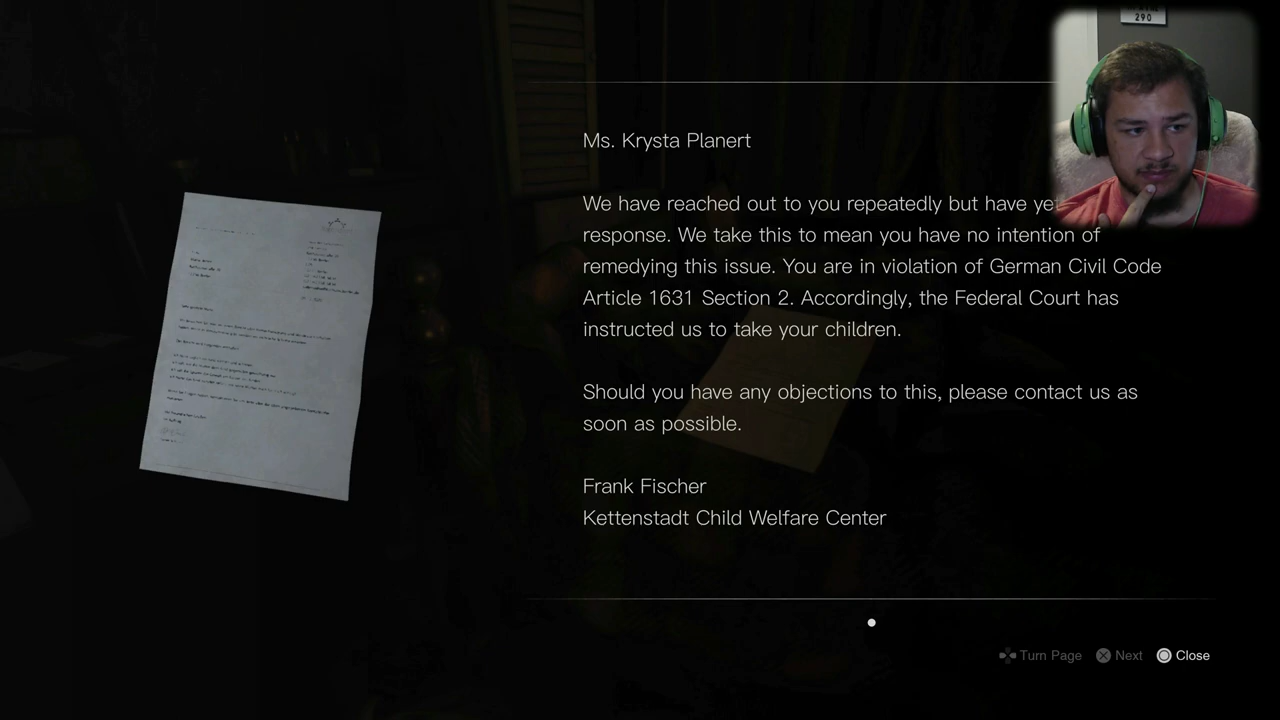 290
Ms. Krysta Planert
We have reached out to you repeatedly but have yet
response. We take this to mean you have no intention of
remedying this issue. You are in violation of German Civil Code
Article 1631 Section 2. Accordingly, the Federal Court has
instructed us to take your children.
Should you have any objections to this, please contact us as
soon as possible.
Frank Fischer
Kettenstadt Child Welfare Center
Turn Page Next Close